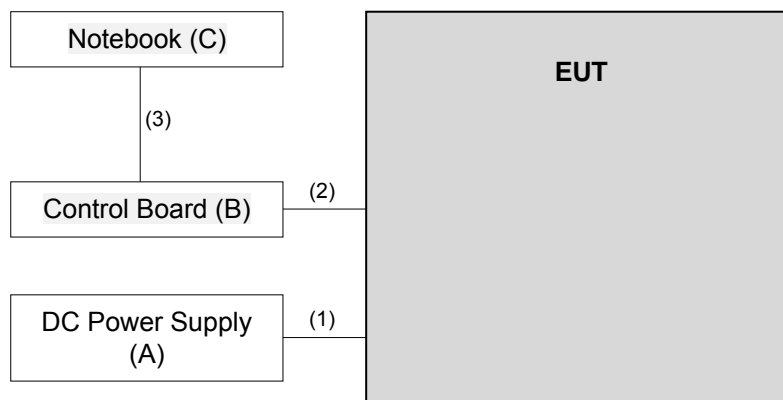 Notebook (C)
EUT
(3)
Control Board (B)
(2)
DC Power Supply
(A)
(1)